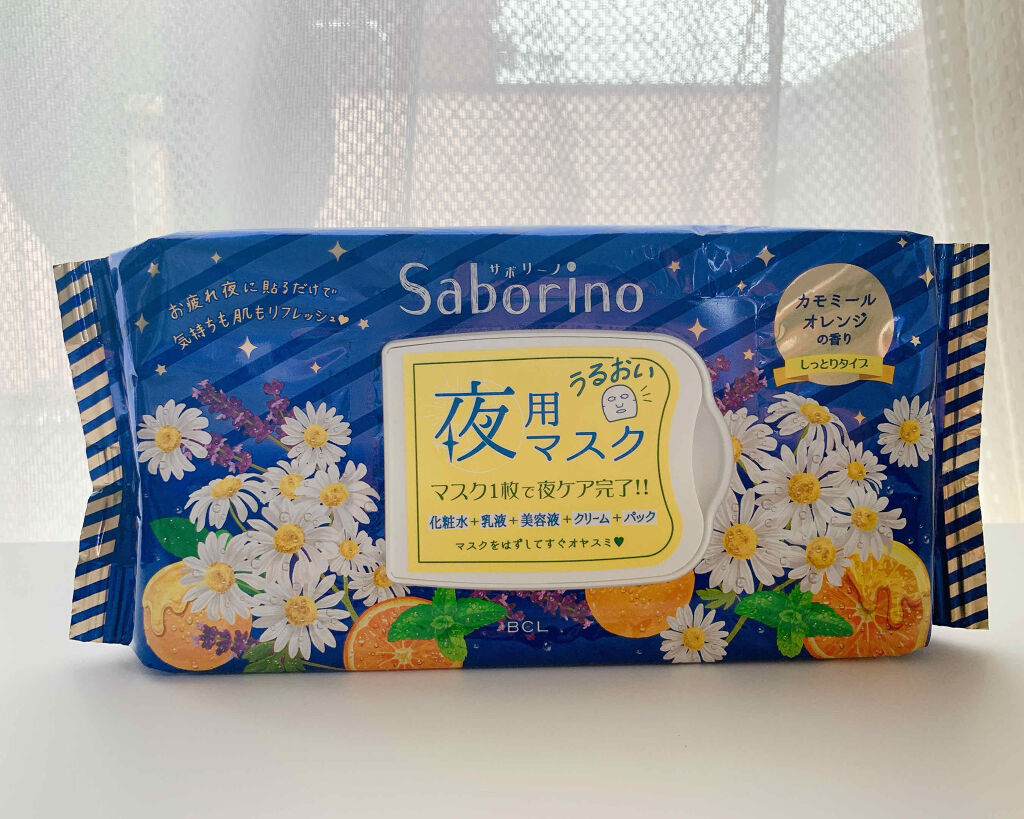 お疲れ夜に貼るだけで
気持ちも肌もリフレッシュ♥
サボリーノ
Saborino
カモミール
オレンジ
の香り
しっとりタイプ
うるおい
夜用
マスク
マスク1枚で夜ケア完了!!
化粧水+乳液+美容液+クリーム+パック
マスクをはずしてすぐオヤスミ♥
BCL